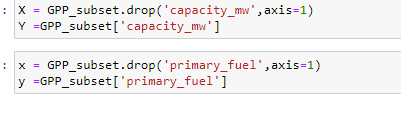 : X = GPP_subset.drop('capacity_mw',axis=1)
Y =GPP_subset['capacity_mw']
: x = GPP_subset.drop('primary_fuel',axis=1)
y =GPP_subset['primary_fuel']